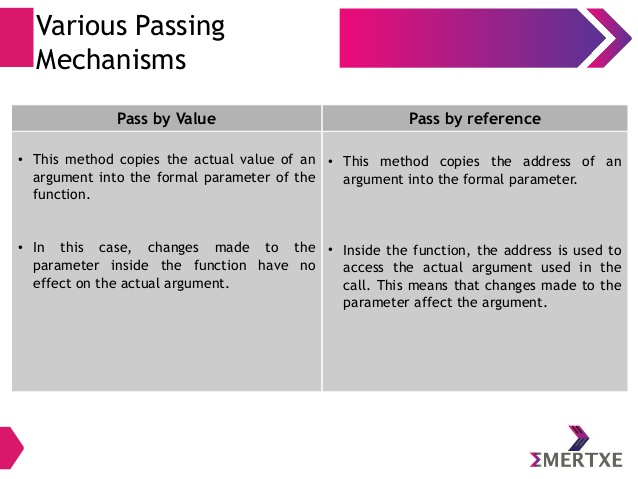 Various Passing
Mechanisms
Pass by Value
• This method copies the actual value of an
argument into the formal parameter of the
function.
• In this case, changes made to the
parameter inside the function have no
effect on the actual argument.
Pass by reference
• This method copies the address of an
argument into the formal parameter.
• Inside the function, the address is used to
access the actual argument used in the
call. This means that changes made to the
parameter affect the argument.
EMERTXE